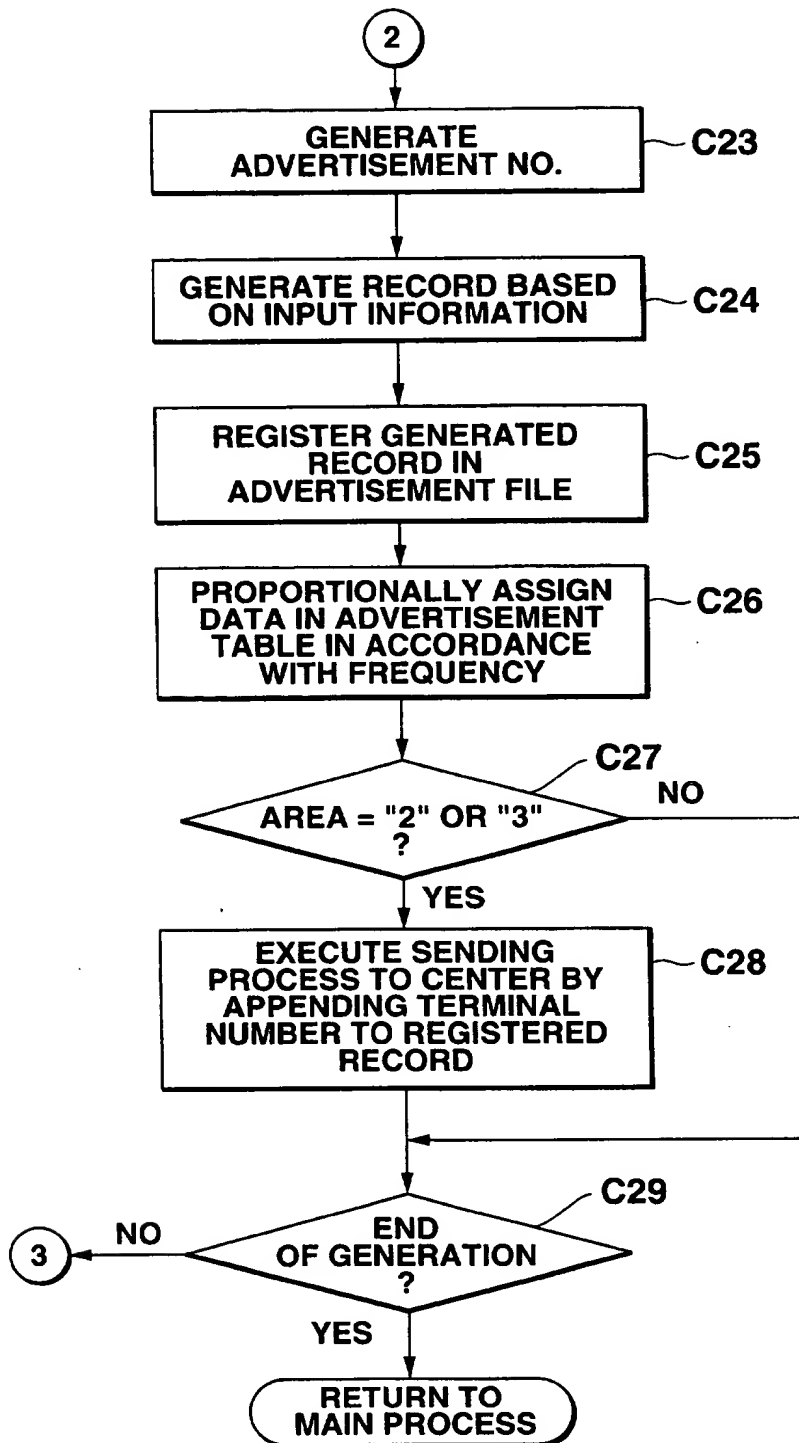 2
GENERATE
ADVERTISEMENT NO.
C23
GENERATE RECORD BASED
ON INPUT INFORMATION
C24
REGISTER GENERATED
RECORD IN
ADVERTISEMENT FILE
C25
PROPORTIONALLY ASSIGN
DATA IN ADVERTISEMENT
TABLE IN ACCORDANCE
WITH FREQUENCY
C26
C27
AREA = "2" OR "3"
?
NO
YES
EXECUTE SENDING
PROCESS TO CENTER BY
APPENDING TERMINAL
NUMBER TO REGISTERED
RECORD
C28
C29
END
OF GENERATION
?
NO
3
YES
RETURN TO
MAIN PROCESS